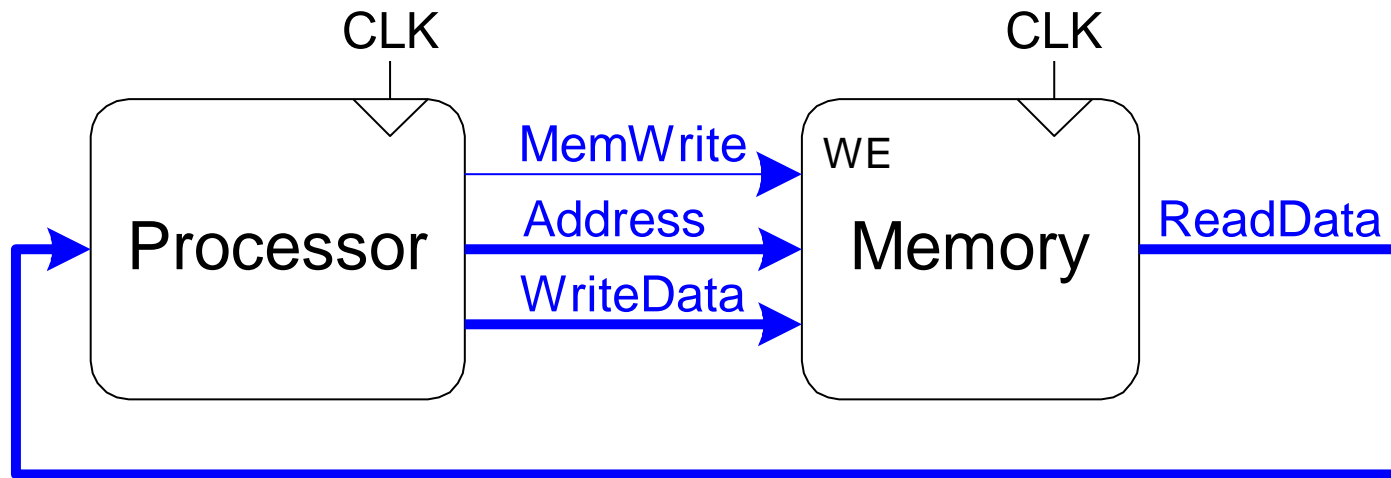 CLK
CLK
MemWrite
WE
Processor
Address
Memory
ReadData
WriteData